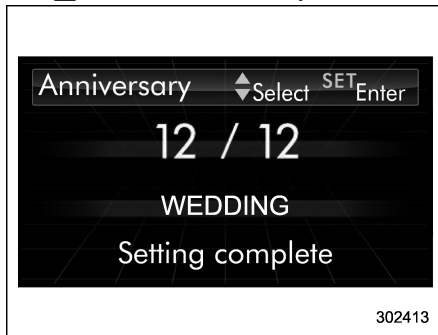 Anniversary Select SET Enter
12 / 12
WEDDING
Setting complete
302413